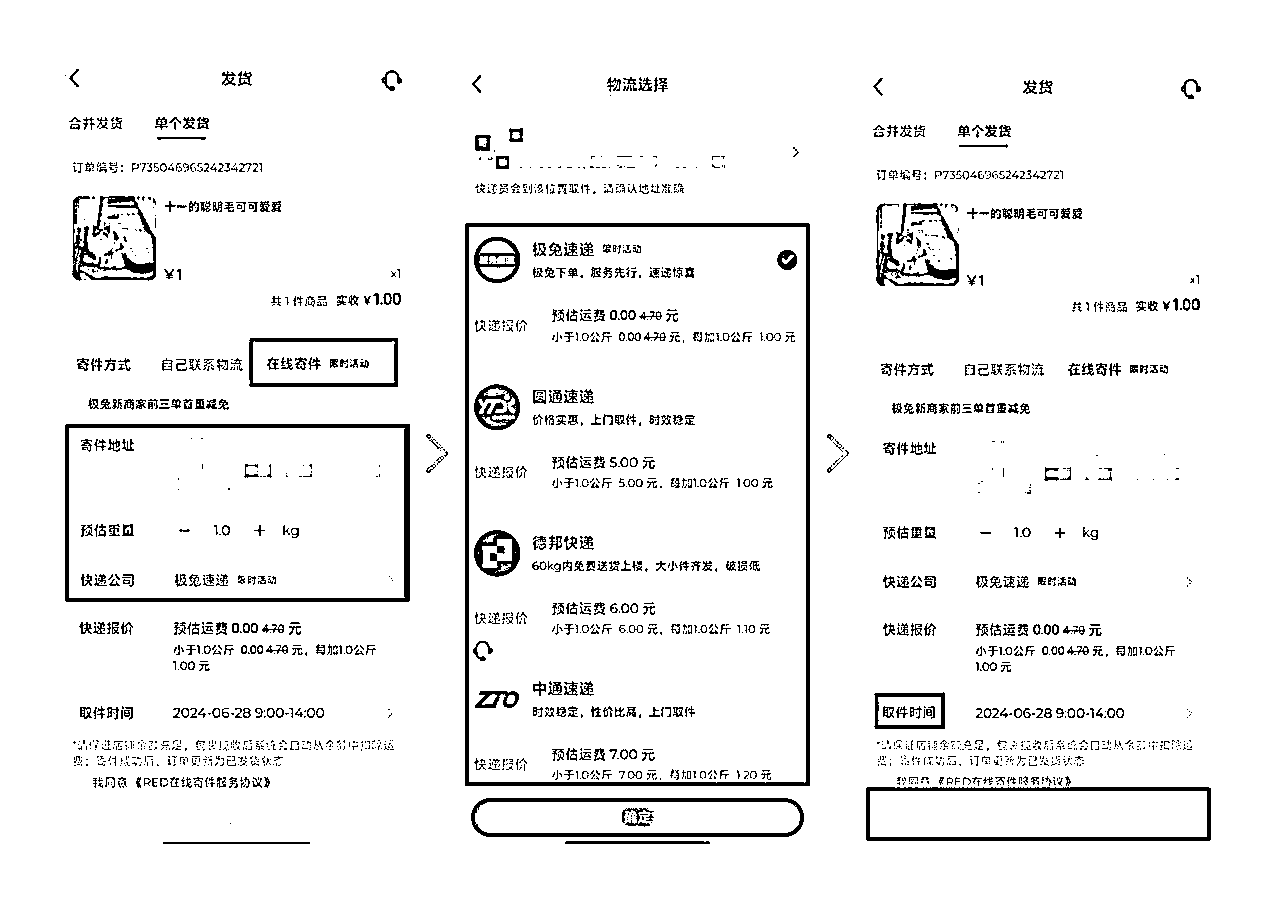 发货
合并发货 单个发货
订单编号：P735046965242342721
十一的聪明毛可可爱爱
¥1 x1
共1件商品 实收 ¥1.00
寄件方式 自己联系物流 在线寄件 限时活动
极兔新商家前三单首重减免
寄件地址
预估重量 － 1.0 ＋ kg
快递公司 极兔速递 限时活动
快递报价 预估运费 0.00 4.70 元
小于1.0公斤 0.00 4.70 元，每加1.0公斤
1.00 元
取件时间 2024-06-28 9:00-14:00
*请保证店铺余额充足，包裹揽收后系统会自动从余额中扣除运
费；寄件成功后，订单更新为已发货状态
我同意《RED在线寄件服务协议》
物流选择
快递员会到该位置取件，请确认地址准确
极兔速递 限时活动
极兔下单，服务先行，速递惊喜
快递报价 预估运费 0.00 4.70 元
小于1.0公斤 0.00 4.70 元，每加1.0公斤 1.00 元
圆通速递
价格实惠，上门取件，时效稳定
快递报价 预估运费 5.00 元
小于1.0公斤 5.00 元，每加1.0公斤 1.00 元
德邦快递
60kg内免费送货上楼，大小件齐发，破损低
快递报价 预估运费 6.00 元
小于1.0公斤 6.00 元，每加1.0公斤 1.10 元
ZTO
中通速递
时效稳定，性价比高，上门取件
快递报价 预估运费 7.00 元
小于1.0公斤 7.00 元，每加1.0公斤 1.20 元
确定
发货
合并发货 单个发货
订单编号：P735046965242342721
十一的聪明毛可可爱爱
¥1 x1
共1件商品 实收 ¥1.00
寄件方式 自己联系物流 在线寄件 限时活动
极兔新商家前三单首重减免
寄件地址
预估重量 － 1.0 ＋ kg
快递公司 极兔速递 限时活动
快递报价 预估运费 0.00 4.70 元
小于1.0公斤 0.00 4.70 元，每加1.0公斤
1.00 元
取件时间 2024-06-28 9:00-14:00
*请保证店铺余额充足，包裹揽收后系统会自动从余额中扣除运
费；寄件成功后，订单更新为已发货状态
我同意《RED在线寄件服务协议》